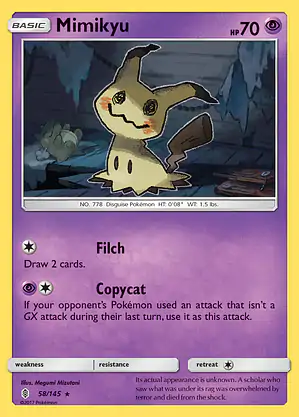 BASIC Mimikyu HP70
NO. 778 Disguise Pokémon HT: 0'08" WT: 1.5 lbs.
Filch
Draw 2 cards.
Copycat
If your opponent's Pokémon used an attack that isn't a
GX attack during their last turn, use it as this attack.
weakness resistance retreat
Illus. Megumi Mizutani
58/145
©2017 Pokémon
Its actual appearance is unknown. A scholar who
saw what was under its rag was overwhelmed by
terror and died from the shock.